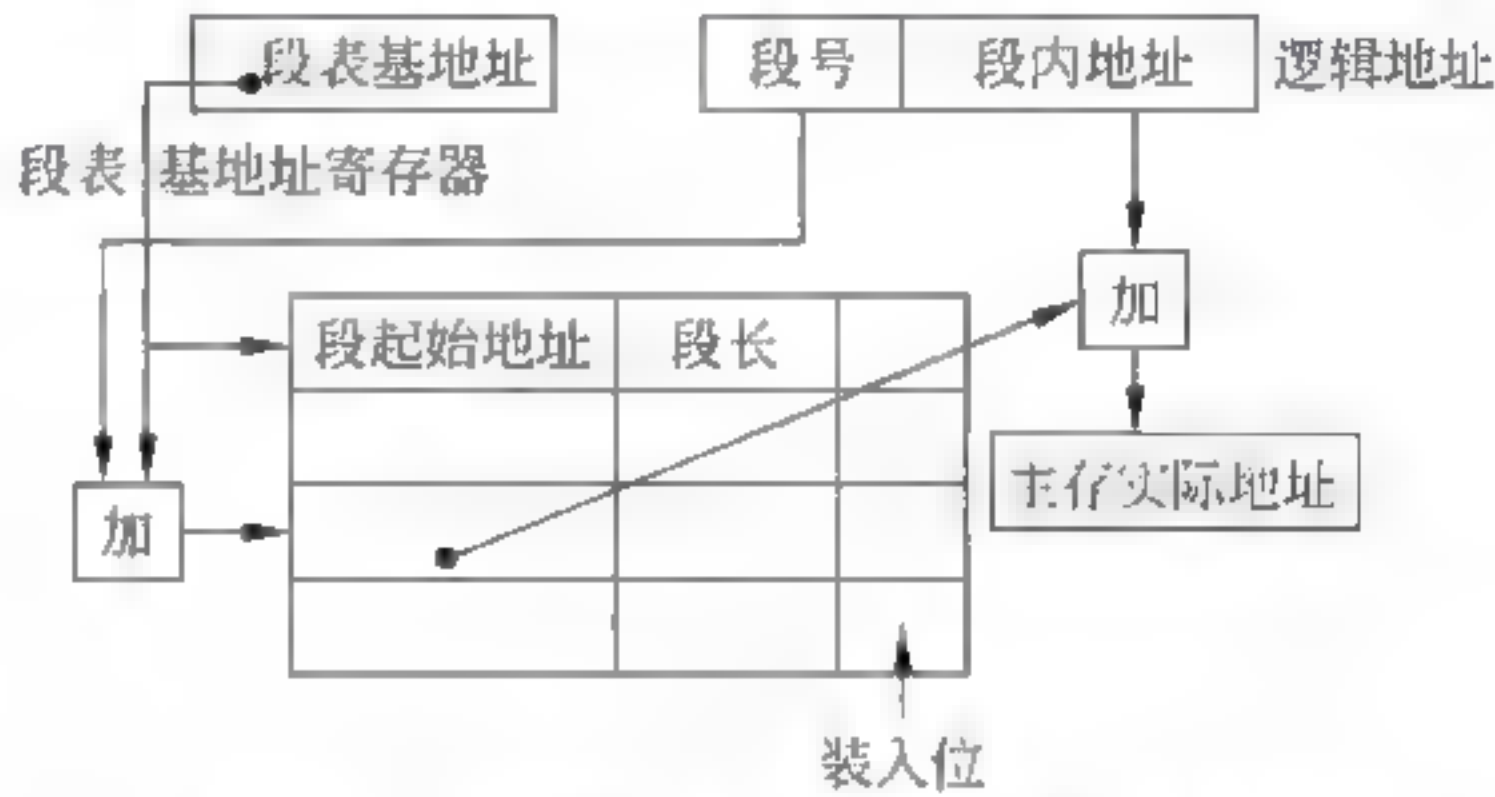 段表基地址
段号
段内地址
逻辑地址
段表 基地址寄存器
加
段起始地址
段长
主存实际地址
加
装入位